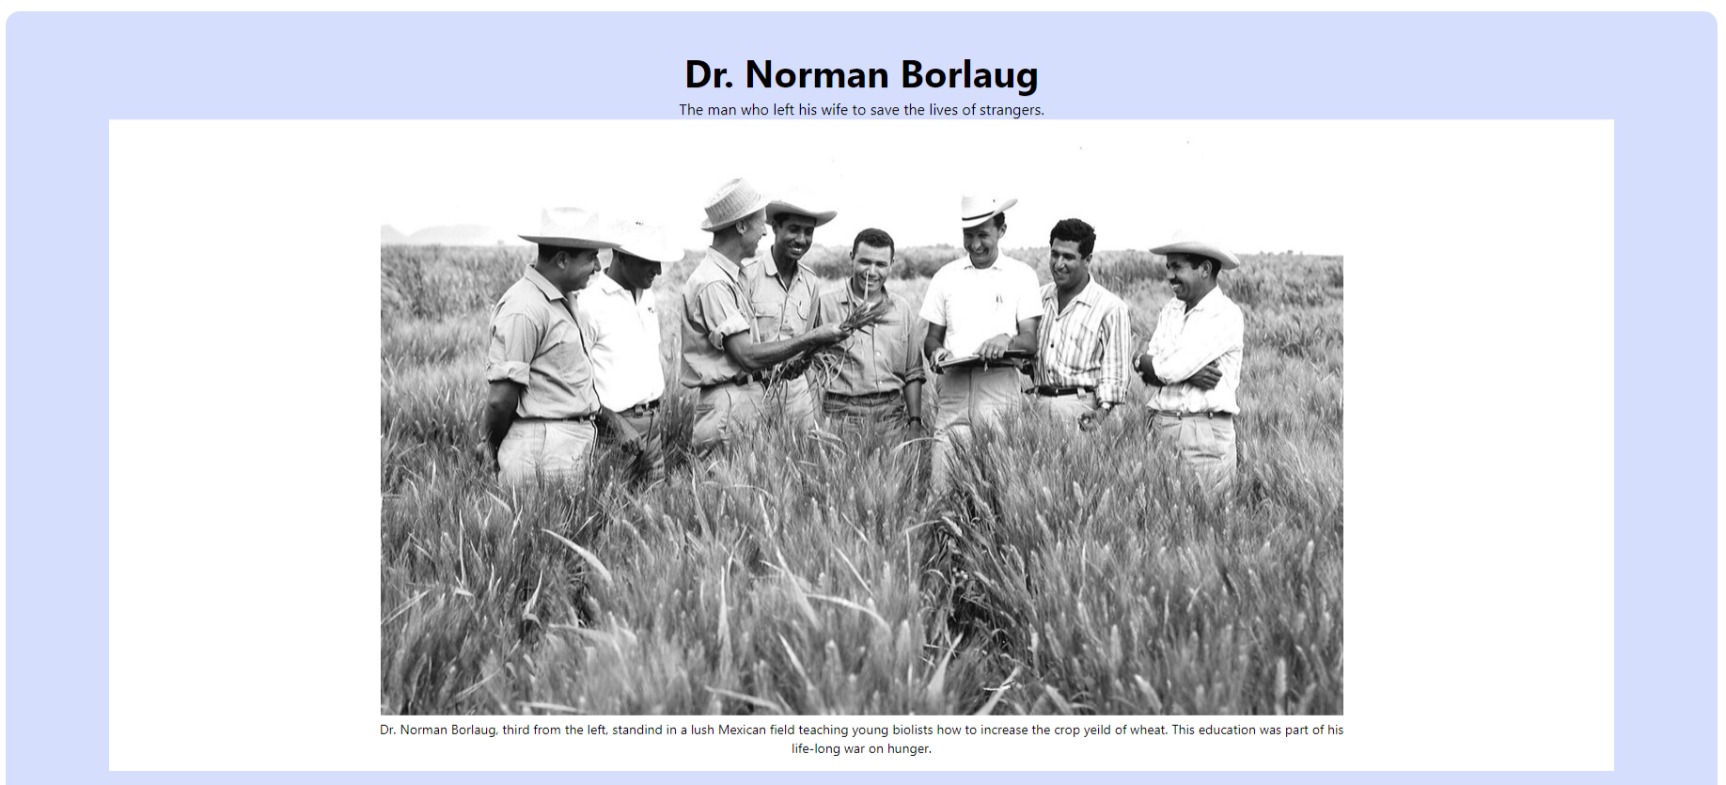 Dr. Norman Borlaug
The man who left his wife to save the lives of strangers.
Dr. Norman Borlaug, third from the left, standind in a lush Mexican field teaching young biolists how to increase the crop yeild of wheat. This education was part of his
life-long war on hunger.